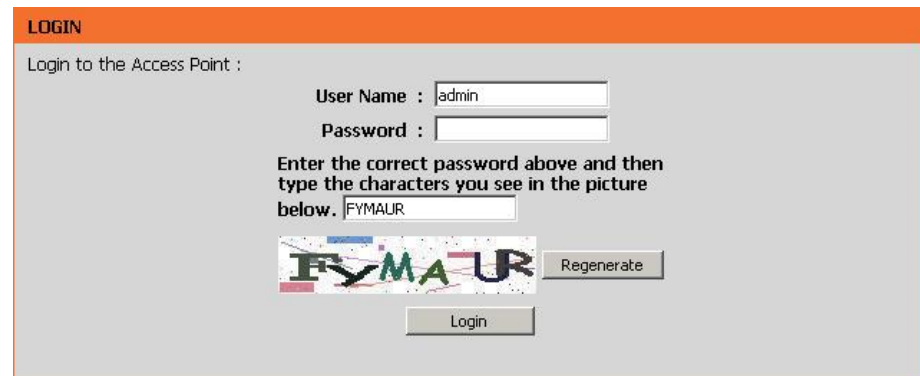 LOGIN
Login to the Access Point :
User Name : admin
Password :
Enter the correct password above and then
type the characters you see in the picture
below. FYMAUR
FyMAUR Regenerate
Login